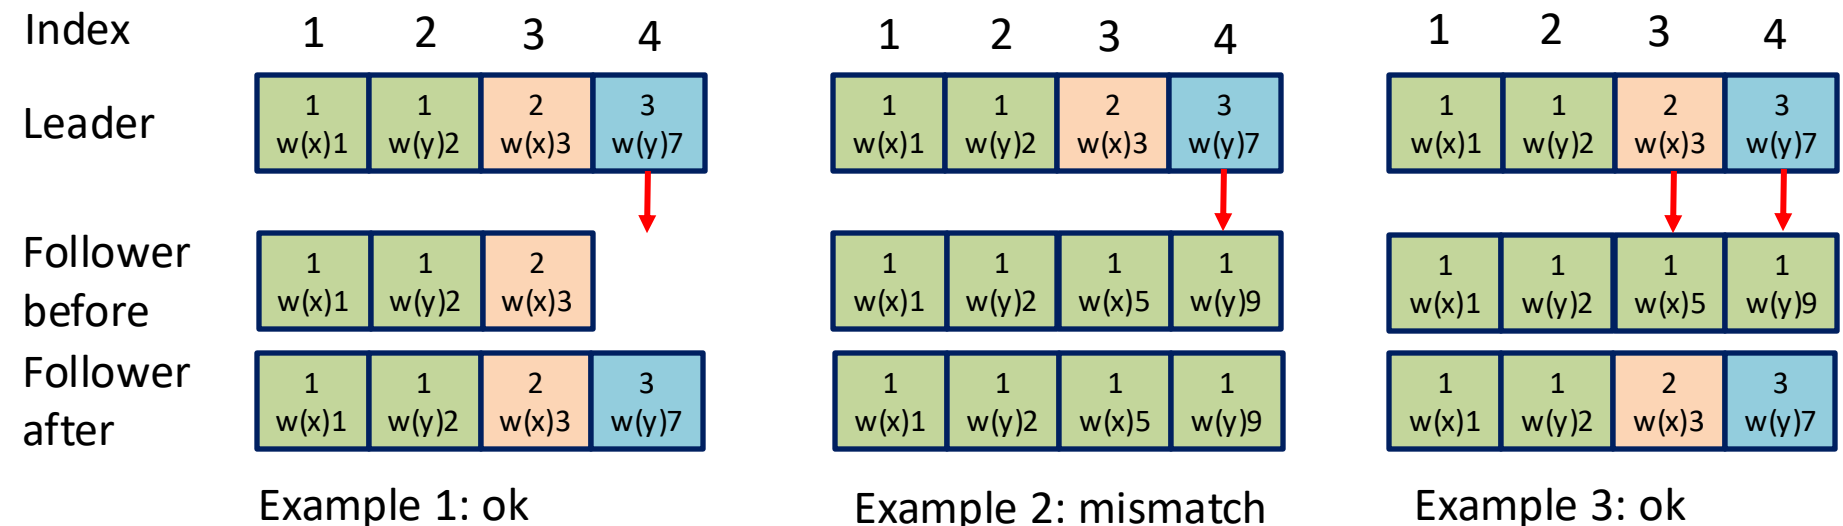 Index 1 2 3 4 1 2 3 4 1 2 3 4
Leader
1 1 2 3
w(x)1 w(y)2 w(x)3 w(y)7
1 1 2 3
w(x)1 w(y)2 w(x)3 w(y)7
1 1 2 3
w(x)1 w(y)2 w(x)3 w(y)7
Follower
before
1 1 2
w(x)1 w(y)2 w(x)3
1 1 1 1
w(x)1 w(y)2 w(x)5 w(y)9
1 1 1 1
w(x)1 w(y)2 w(x)5 w(y)9
Follower
after
1 1 2 3
w(x)1 w(y)2 w(x)3 w(y)7
1 1 1 1
w(x)1 w(y)2 w(x)5 w(y)9
1 1 2 3
w(x)1 w(y)2 w(x)3 w(y)7
Example 1: ok
Example 2: mismatch
Example 3: ok